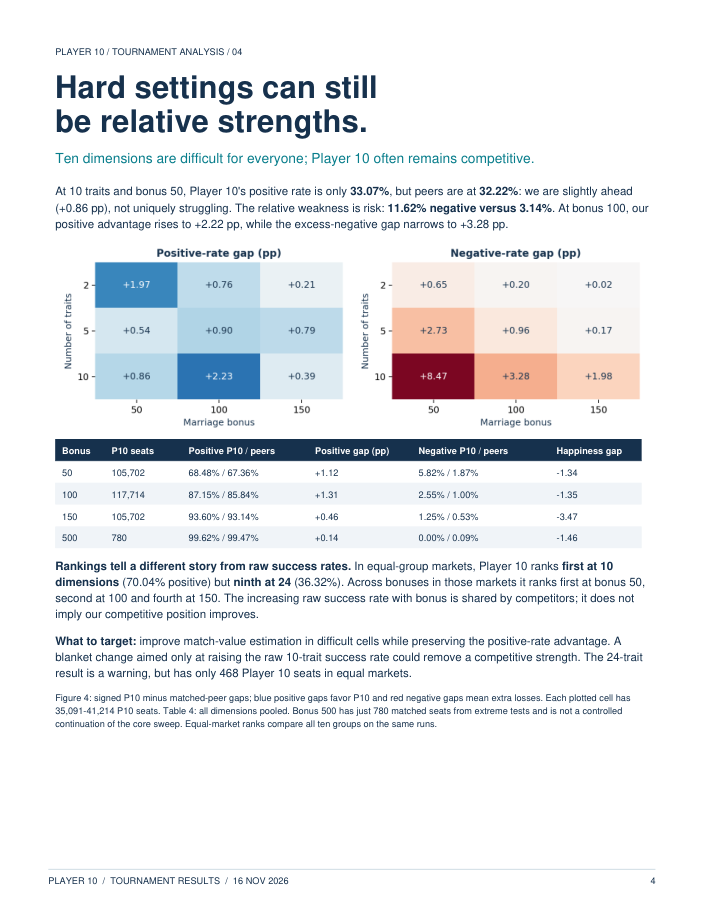 PLAYER 10 / TOURNAMENT ANALYSIS / 04
Hard settings can still
be relative strengths.
Ten dimensions are difficult for everyone; Player 10 often remains competitive.
At 10 traits and bonus 50, Player 10's positive rate is only 33.07%, but peers are at 32.22%: we are slightly ahead
(+0.86 pp), not uniquely struggling. The relative weakness is risk: 11.62% negative versus 3.14%. At bonus 100, our
positive advantage rises to +2.22 pp, while the excess-negative gap narrows to +3.28 pp.
Positive-rate gap (pp)
Number of traits
2 +1.97 +0.76 +0.21
5 +0.54 +0.90 +0.79
10 +0.86 +2.23 +0.39
50 100 150
Marriage bonus
Negative-rate gap (pp)
Number of traits
2 +0.65 +0.20 +0.02
5 +2.73 +0.96 +0.17
10 +8.47 +3.28 +1.98
50 100 150
Marriage bonus
Bonus P10 seats Positive P10 / peers Positive gap (pp) Negative P10 / peers Happiness gap
50 105,702 68.48% / 67.36% +1.12 5.82% / 1.87% -1.34
100 117,714 87.15% / 85.84% +1.31 2.55% / 1.00% -1.35
150 105,702 93.60% / 93.14% +0.46 1.25% / 0.53% -3.47
500 780 99.62% / 99.47% +0.14 0.00% / 0.09% -1.46
Rankings tell a different story from raw success rates. In equal-group markets, Player 10 ranks first at 10
dimensions (70.04% positive) but ninth at 24 (36.32%). Across bonuses in those markets it ranks first at bonus 50,
second at 100 and fourth at 150. The increasing raw success rate with bonus is shared by competitors; it does not
imply our competitive position improves.
What to target: improve match-value estimation in difficult cells while preserving the positive-rate advantage. A
blanket change aimed only at raising the raw 10-trait success rate could remove a competitive strength. The 24-trait
result is a warning, but has only 468 Player 10 seats in equal markets.
Figure 4: signed P10 minus matched-peer gaps; blue positive gaps favor P10 and red negative gaps mean extra losses. Each plotted cell has
35,091-41,214 P10 seats. Table 4: all dimensions pooled. Bonus 500 has just 780 matched seats from extreme tests and is not a controlled
continuation of the core sweep. Equal-market ranks compare all ten groups on the same runs.
PLAYER 10 / TOURNAMENT RESULTS / 16 NOV 2026
4